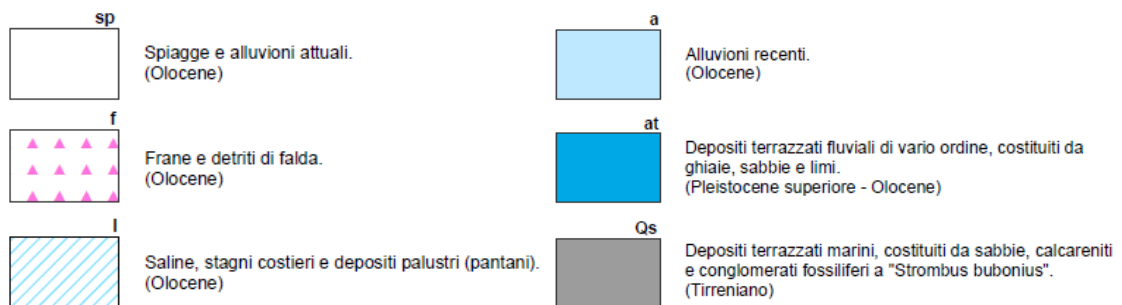 sp
Spiagge e alluvioni attuali.
(Olocene)
f
Frane e detriti di falda.
(Olocene)
l
Saline, stagni costieri e depositi palustri (pantani).
(Olocene)
a
Alluvioni recenti.
(Olocene)
at
Depositi terrazzati fluviali di vario ordine, costituiti da
ghiaie, sabbie e limi.
(Pleistocene superiore - Olocene)
Qs
Depositi terrazzati marini, costituiti da sabbie, calcareniti
e conglomerati fossiliferi a "Strombus bubonius".
(Tirreniano)